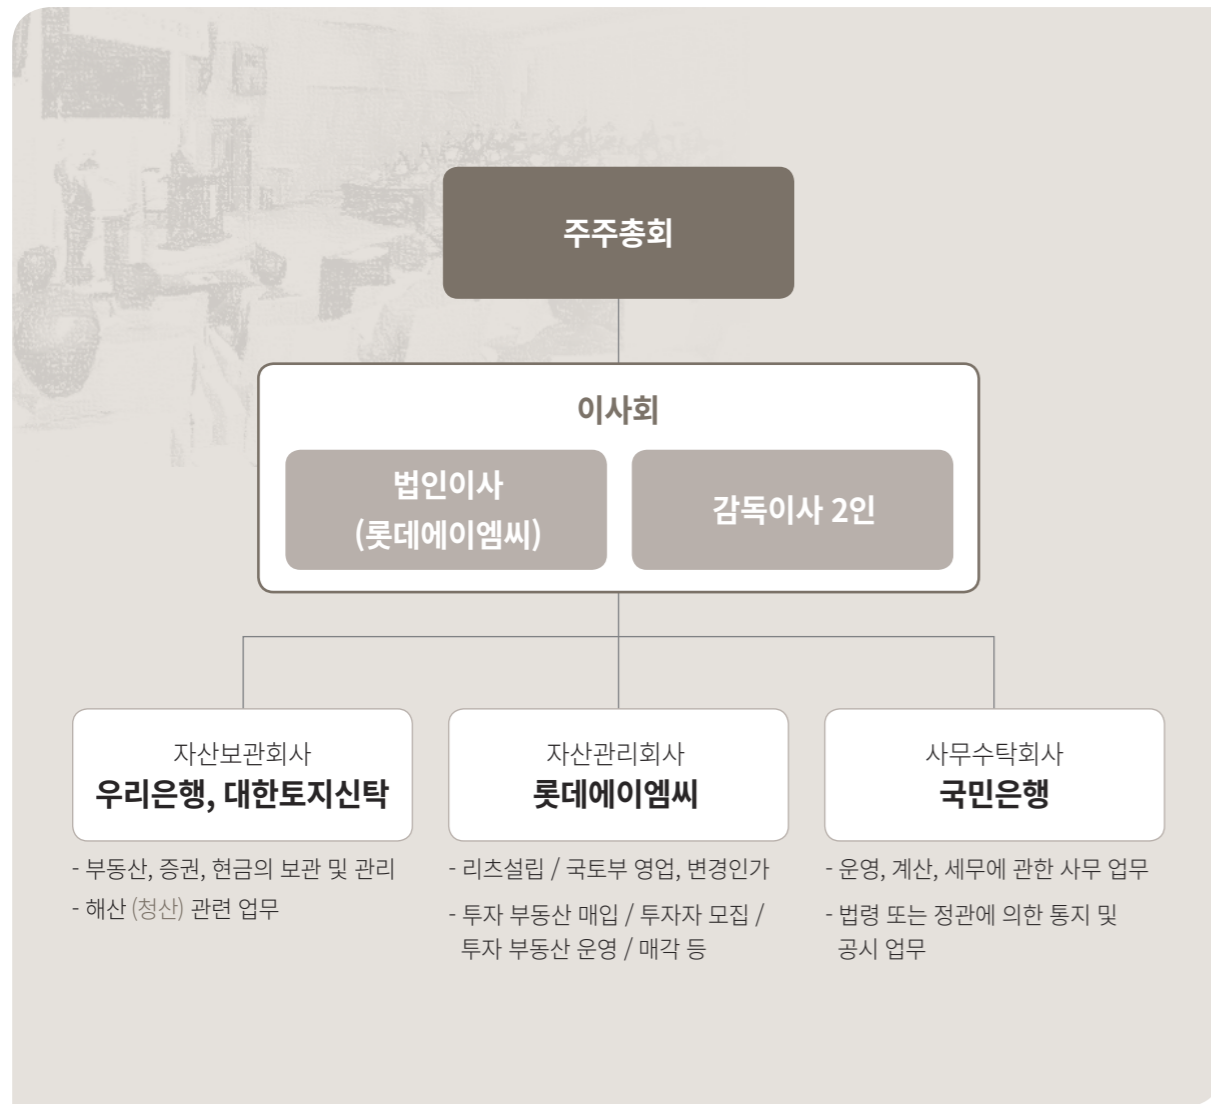 주주총회
이사회
법인이사
(롯데에이엠씨)
감독이사 2인
자산보관회사
우리은행, 대한토지신탁
- 부동산, 증권, 현금의 보관 및 관리
- 해산 (청산) 관련 업무
자산관리회사
롯데에이엠씨
- 리츠설립 / 국토부 영업, 변경인가
- 투자 부동산 매입 / 투자자 모집 /
투자 부동산 운영 / 매각 등
사무수탁회사
국민은행
- 운영, 계산, 세무에 관한 사무 업무
- 법령 또는 정관에 의한 통지 및
공시 업무